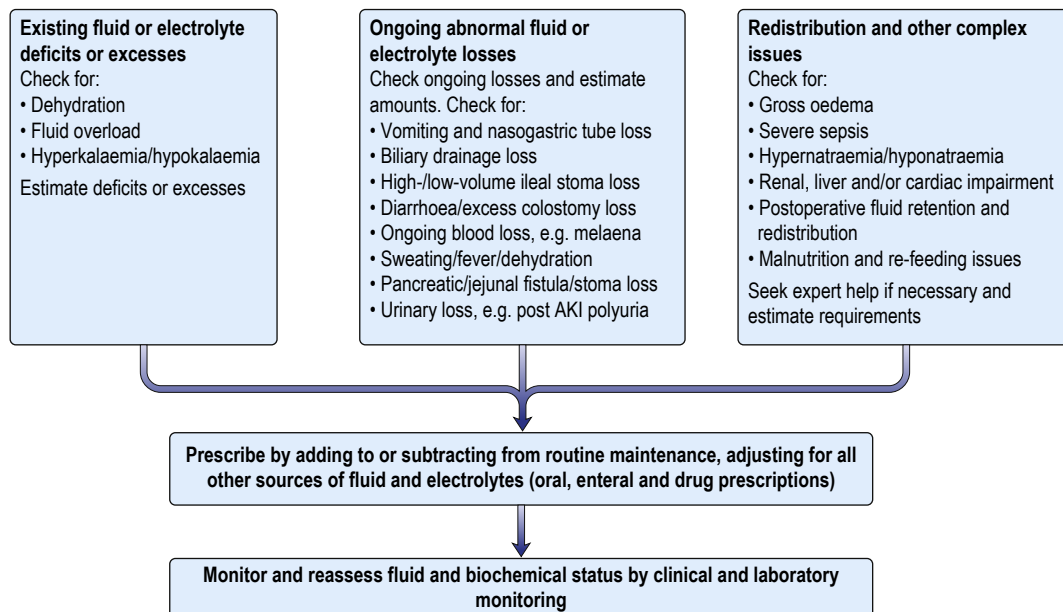 Existing fluid or electrolyte
deficits or excesses
Check for:
• Dehydration
• Fluid overload
• Hyperkalaemia/hypokalaemia
Estimate deficits or excesses
Ongoing abnormal fluid or
electrolyte losses
Check ongoing losses and estimate
amounts. Check for:
• Vomiting and nasogastric tube loss
• Biliary drainage loss
• High-/low-volume ileal stoma loss
• Diarrhoea/excess colostomy loss
• Ongoing blood loss, e.g. melaena
• Sweating/fever/dehydration
• Pancreatic/jejunal fistula/stoma loss
• Urinary loss, e.g. post AKI polyuria
Redistribution and other complex
issues
Check for:
• Gross oedema
• Severe sepsis
• Hypernatraemia/hyponatraemia
• Renal, liver and/or cardiac impairment
• Postoperative fluid retention and
redistribution
• Malnutrition and re-feeding issues
Seek expert help if necessary and
estimate requirements
Prescribe by adding to or subtracting from routine maintenance, adjusting for all
other sources of fluid and electrolytes (oral, enteral and drug prescriptions)
Monitor and reassess fluid and biochemical status by clinical and laboratory
monitoring